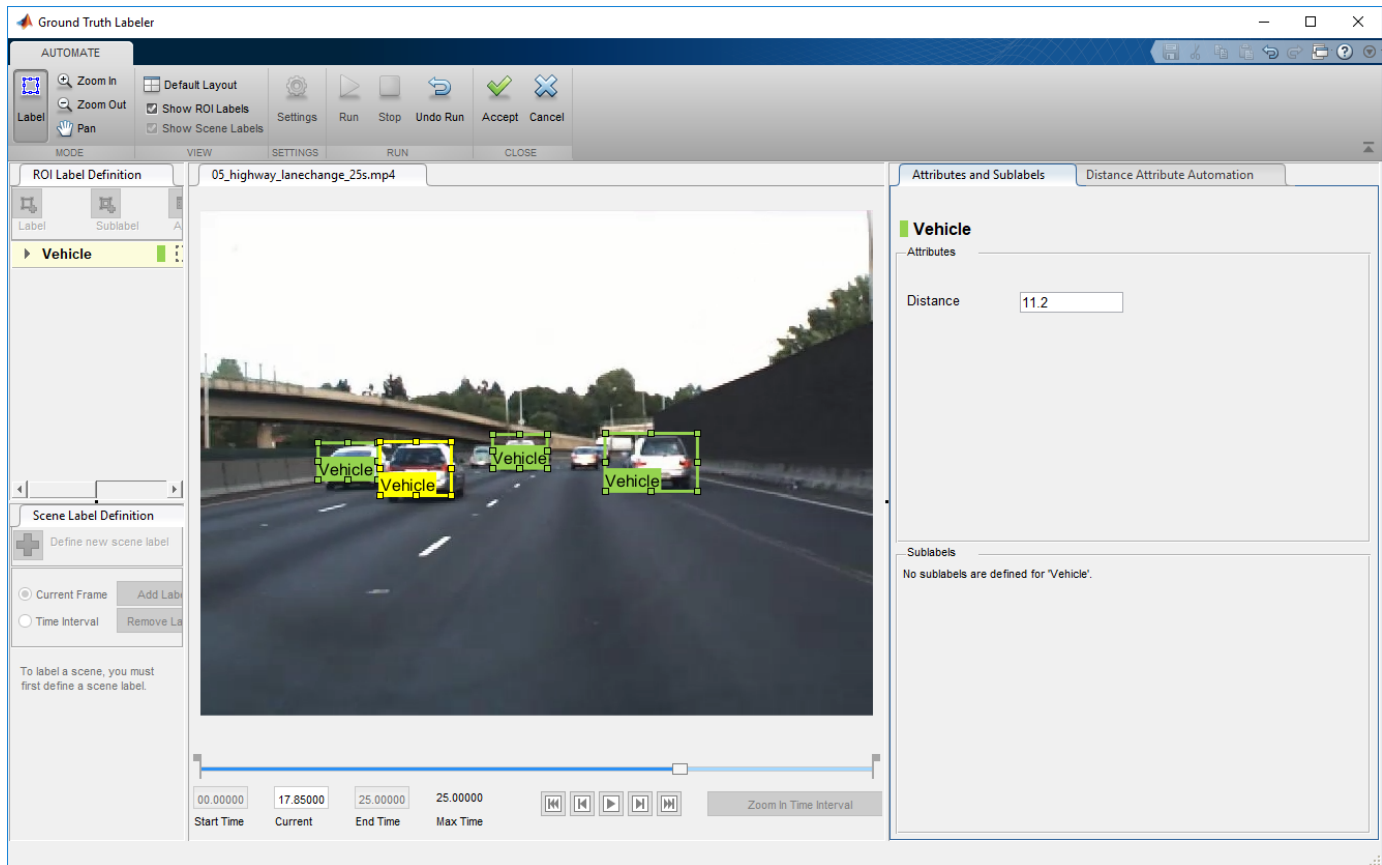 Ground Truth Labeler
AUTOMATE
Label
Zoom In
Zoom Out
Pan
MODE
Default Layout
Show ROI Labels
Show Scene Labels
VIEW
Settings
SETTINGS
Run
Stop
Undo Run
RUN
Accept
Cancel
CLOSE
ROI Label Definition
Label
Sublabel
A
Vehicle
Scene Label Definition
Define new scene label
Current Frame
Add Labe
Time Interval
Remove La
To label a scene, you must
first define a scene label.
05_highway_lanechange_25s.mp4
Vehicle
Vehicle
Vehicle
Vehicle
00.00000
17.85000
25.00000
25.00000
Start Time
Current
End Time
Max Time
Zoom In Time Interval
Attributes and Sublabels
Distance Attribute Automation
Vehicle
Attributes
Distance
11.2
Sublabels
No sublabels are defined for 'Vehicle'.